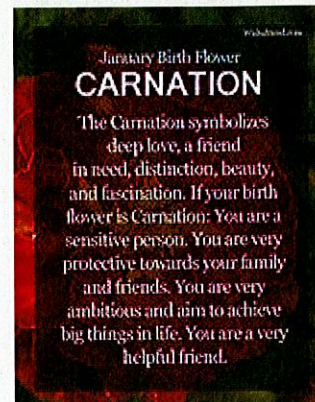 January Birth Flower
CARNATION
The Carnation symbolizes
deep love, a friend
in need, distinction, beauty,
and fascination. If your birth
flower is Carnation: You are a
sensitive person. You are very
protective towards your family
and friends. You are very
ambitious and aim to achieve
big things in life. You are a very
helpful friend.